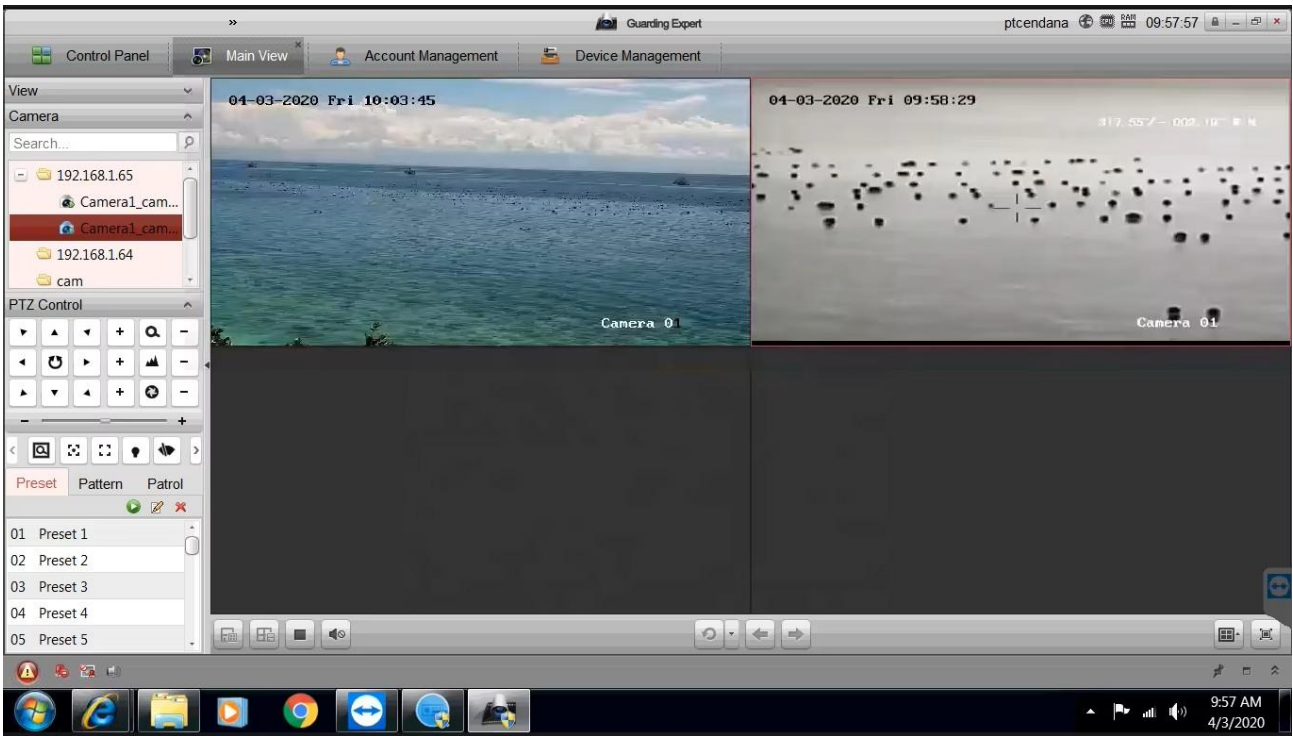 »
Guarding Expert
ptcendana
CPU
RAM
09:57:57
Control Panel
Main View
Account Management
Device Management
View
Camera
Search...
192.168.1.65
Camera1_cam...
Camera1_cam...
192.168.1.64
cam
PTZ Control
Preset Pattern Patrol
01 Preset 1
02 Preset 2
03 Preset 3
04 Preset 4
05 Preset 5
04-03-2020 Fri 10:03:45
Camera 01
04-03-2020 Fri 09:58:29
Camera 01
9:57 AM
4/3/2020